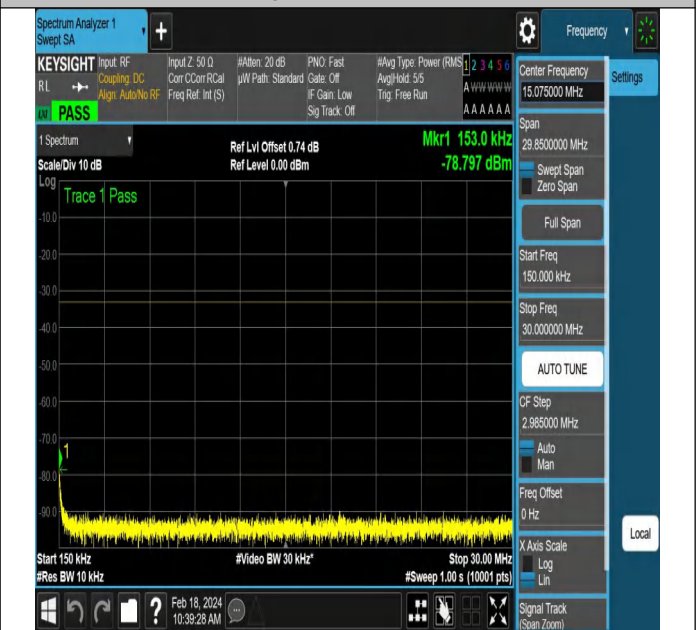 Spectrum Analyzer 1
Swept SA
Frequency
KEYSIGHT
RL
PASS
Input: RF
Coupling: DC
Align: Auto/No RF
Input Z: 50 Ω
Corr CCorr RCal
Freq Ref: Int (S)
#Atten: 20 dB
µW Path: Standard
PNO: Fast
Gate: Off
IF Gain: Low
Sig Track: Off
#Avg Type: Power (RMS
Avg|Hold: 5/5
Trig: Free Run
1 2 3 4 5 6
A W W W W W
A A A A A A
1 Spectrum
Scale/Div 10 dB
Log
Ref Lvl Offset 0.74 dB
Ref Level 0.00 dBm
Mkr1 153.0 kHz
-78.797 dBm
Trace 1 Pass
-10.0
-20.0
-30.0
-40.0
-50.0
-60.0
-70.0
1
-80.0
-90.0
Start 150 kHz
#Video BW 30 kHz*
Stop 30.00 MHz
#Res BW 10 kHz
#Sweep 1.00 s (10001 pts)
Center Frequency
15.075000 MHz
Settings
Span
29.8500000 MHz
Swept Span
Zero Span
Full Span
Start Freq
150.000 kHz
Stop Freq
30.000000 MHz
AUTO TUNE
CF Step
2.985000 MHz
Auto
Man
Freq Offset
0 Hz
Local
X Axis Scale
Log
Lin
Signal Track
(Span Zoom)
?
Feb 18, 2024
10:39:28 AM